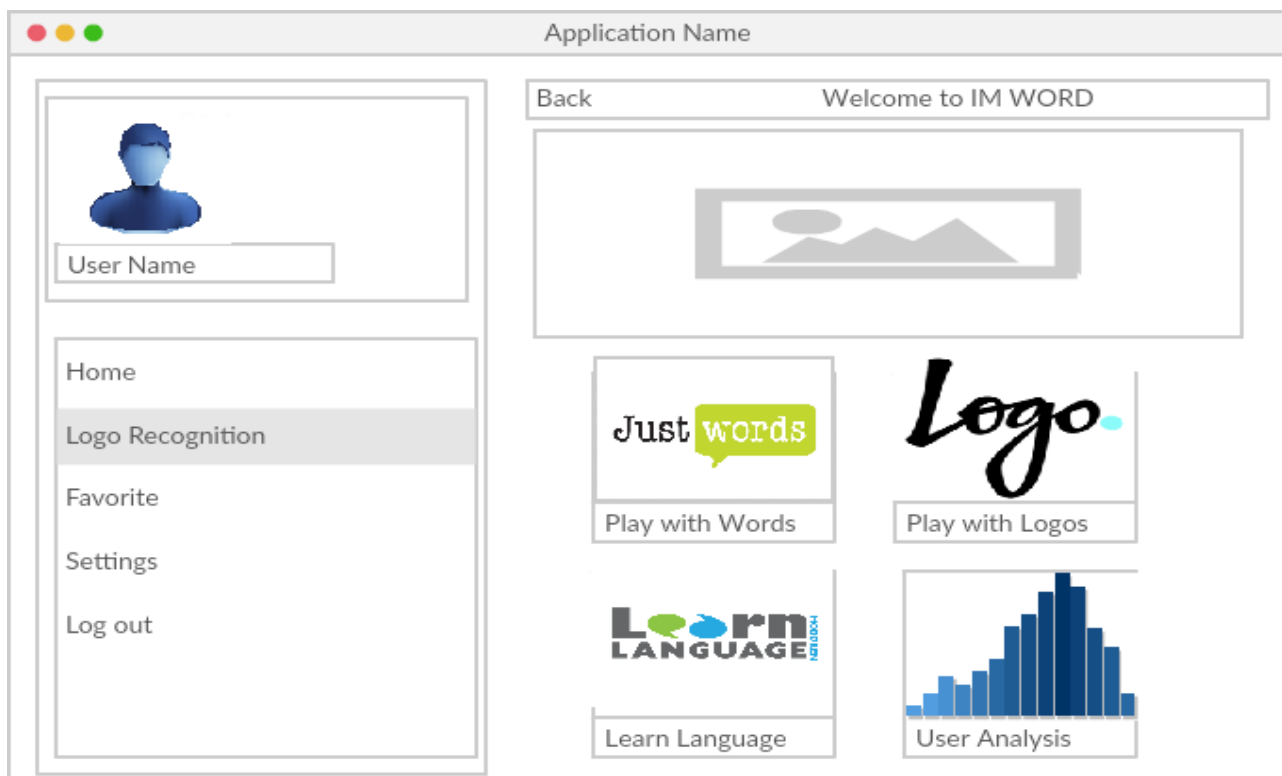 Application Name
User Name
Home
Logo Recognition
Favorite
Settings
Log out
Back
Welcome to IM WORD
Just words
Play with Words
Logo.
Play with Logos
Learn
LANGUAGE
Learn Language
User Analysis